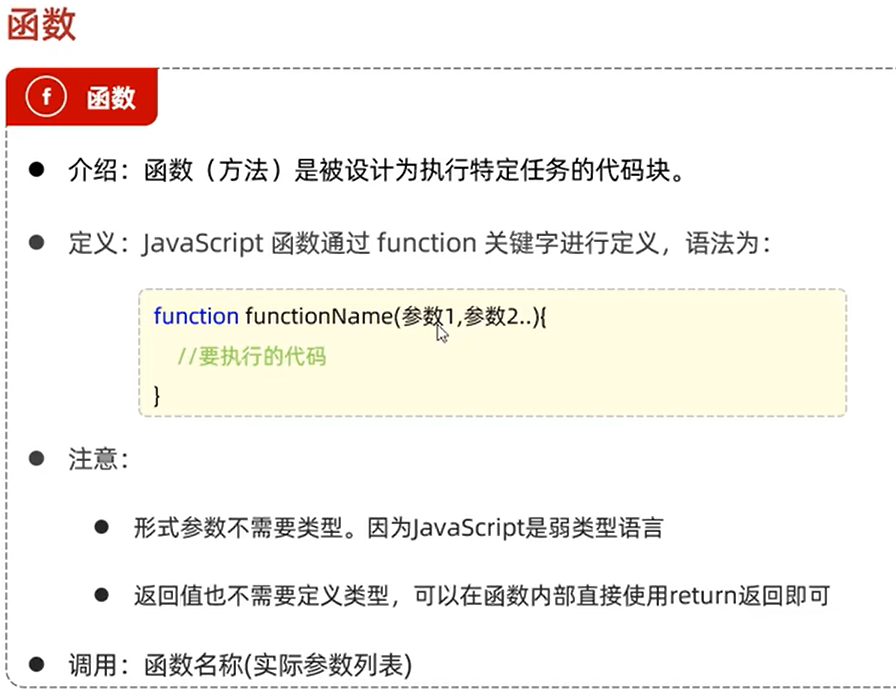 函数
f 函数
介绍：函数（方法）是被设计为执行特定任务的代码块。
定义：JavaScript 函数通过 function 关键字进行定义，语法为：
function functionName(参数1,参数2..){
//要执行的代码
}
注意：
形式参数不需要类型。因为JavaScript是弱类型语言
返回值也不需要定义类型，可以在函数内部直接使用return返回即可
调用：函数名称(实际参数列表)